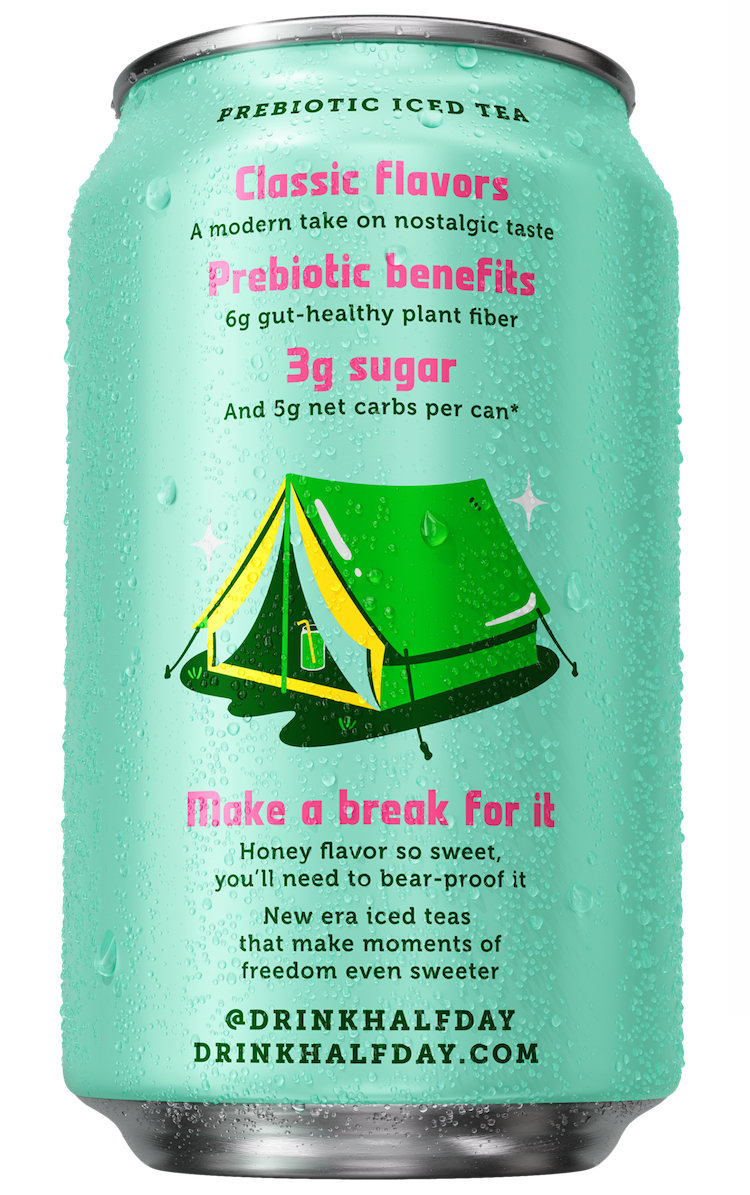 PREBIOTIC ICED TEA
Classic flavors
A modern take on nostalgic taste
Prebiotic benefits
6g gut-healthy plant fiber
3g sugar
And 5g net carbs per can*
Make a break for it
Honey flavor so sweet,
you'll need to bear-proof it
New era iced teas
that make moments of
freedom even sweeter
@DRINKHALFDAY
DRINKHALFDAY.COM